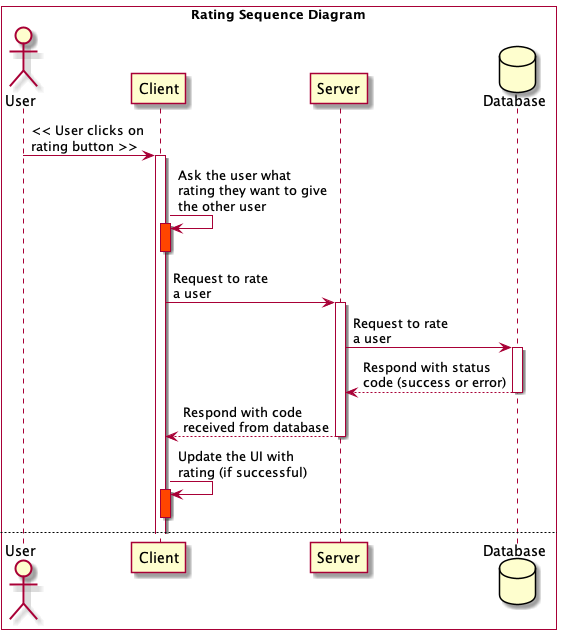 Rating Sequence Diagram
User
Client
Server
Database
<< User clicks on
rating button >>
Ask the user what
rating they want to give
the other user
Request to rate
a user
Request to rate
a user
Respond with status
code (success or error)
Respond with code
received from database
Update the UI with
rating (if successful)
User
Client
Server
Database